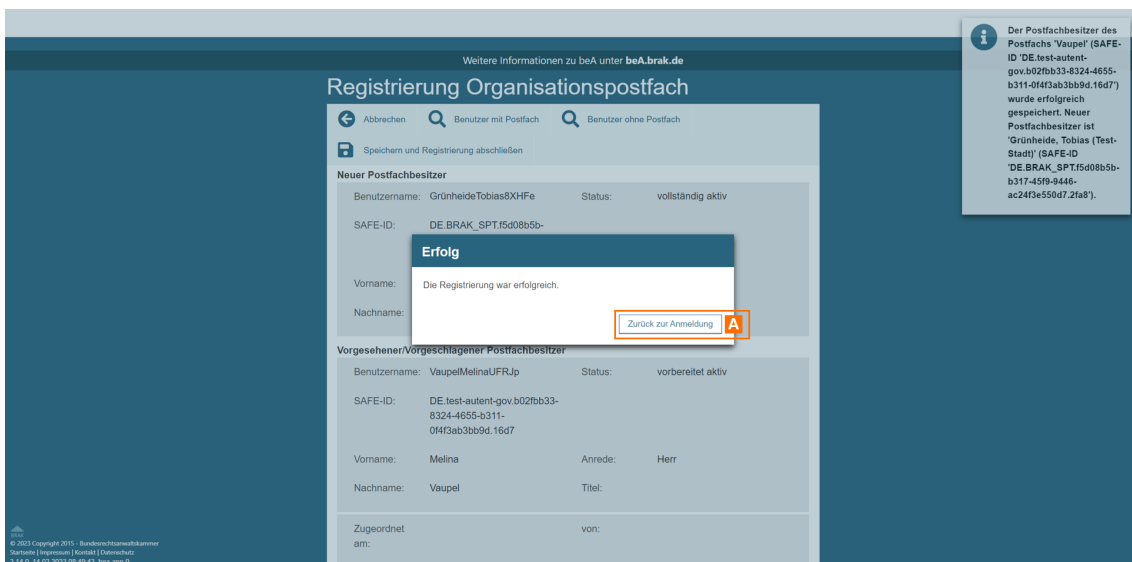 Weitere Informationen zu beA unter beA.brak.de
Registrierung Organisationspostfach
Abbrechen
Benutzer mit Postfach
Benutzer ohne Postfach
Speichern und Registrierung abschließen
Neuer Postfachbesitzer
Benutzername: GrünheideTobias8XHFe Status: vollständig aktiv
SAFE-ID: DE.BRAK_SPT.f5d08b5b-
Erfolg
Die Registrierung war erfolgreich.
Zurück zur Anmeldung
A
Vorname:
Nachname:
Vorgesehener/Vorgeschlagener Postfachbesitzer
Benutzername: VaupelMelinaUFRJp Status: vorbereitet aktiv
SAFE-ID: DE.test-autent-gov.b02fbb33-
8324-4655-b311-
0f4f3ab3bb9d.16d7
Vorname: Melina Anrede: Herr
Nachname: Vaupel Titel:
Zugeordnet von:
am:
Der Postfachbesitzer des
Postfachs 'Vaupel' (SAFE-
ID 'DE.test-autent-
gov.b02fbb33-8324-4655-
b311-0f4f3ab3bb9d.16d7')
wurde erfolgreich
gespeichert. Neuer
Postfachbesitzer ist
'Grünheide, Tobias (Test-
Stadt)' (SAFE-ID
'DE.BRAK_SPT.f5d08b5b-
b317-45f9-9446-
ac24f3e550d7.2fa8').
BRAK
© 2023 Copyright 2015 - Bundesrechtsanwaltskammer
Startseite | Impressum | Kontakt | Datenschutz